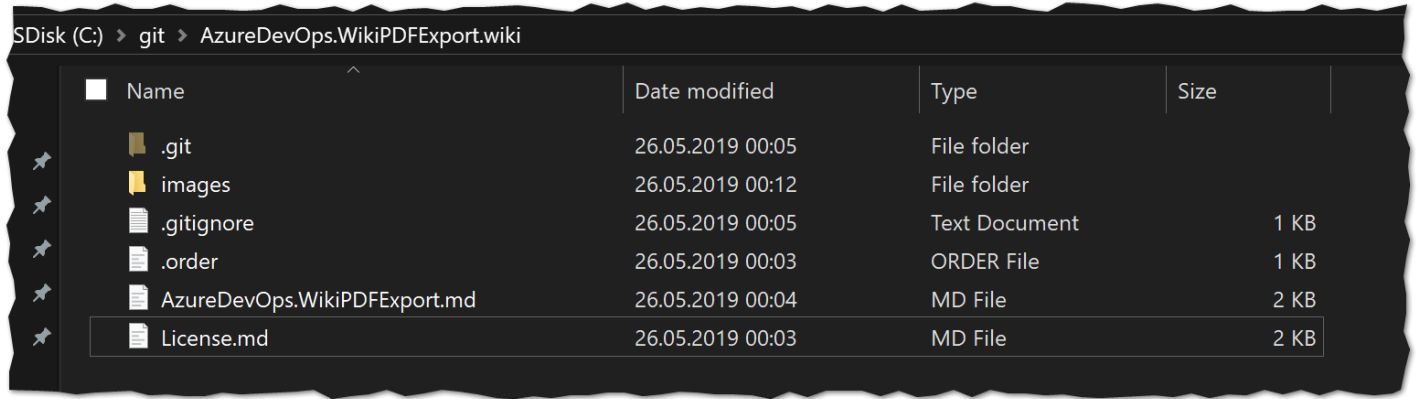 SDisk (C:) > git > AzureDevOps.WikiPDFExport.wiki
Name Date modified Type Size
.git 26.05.2019 00:05 File folder
images 26.05.2019 00:12 File folder
.gitignore 26.05.2019 00:05 Text Document 1 KB
.order 26.05.2019 00:03 ORDER File 1 KB
AzureDevOps.WikiPDFExport.md 26.05.2019 00:04 MD File 2 KB
License.md 26.05.2019 00:03 MD File 2 KB